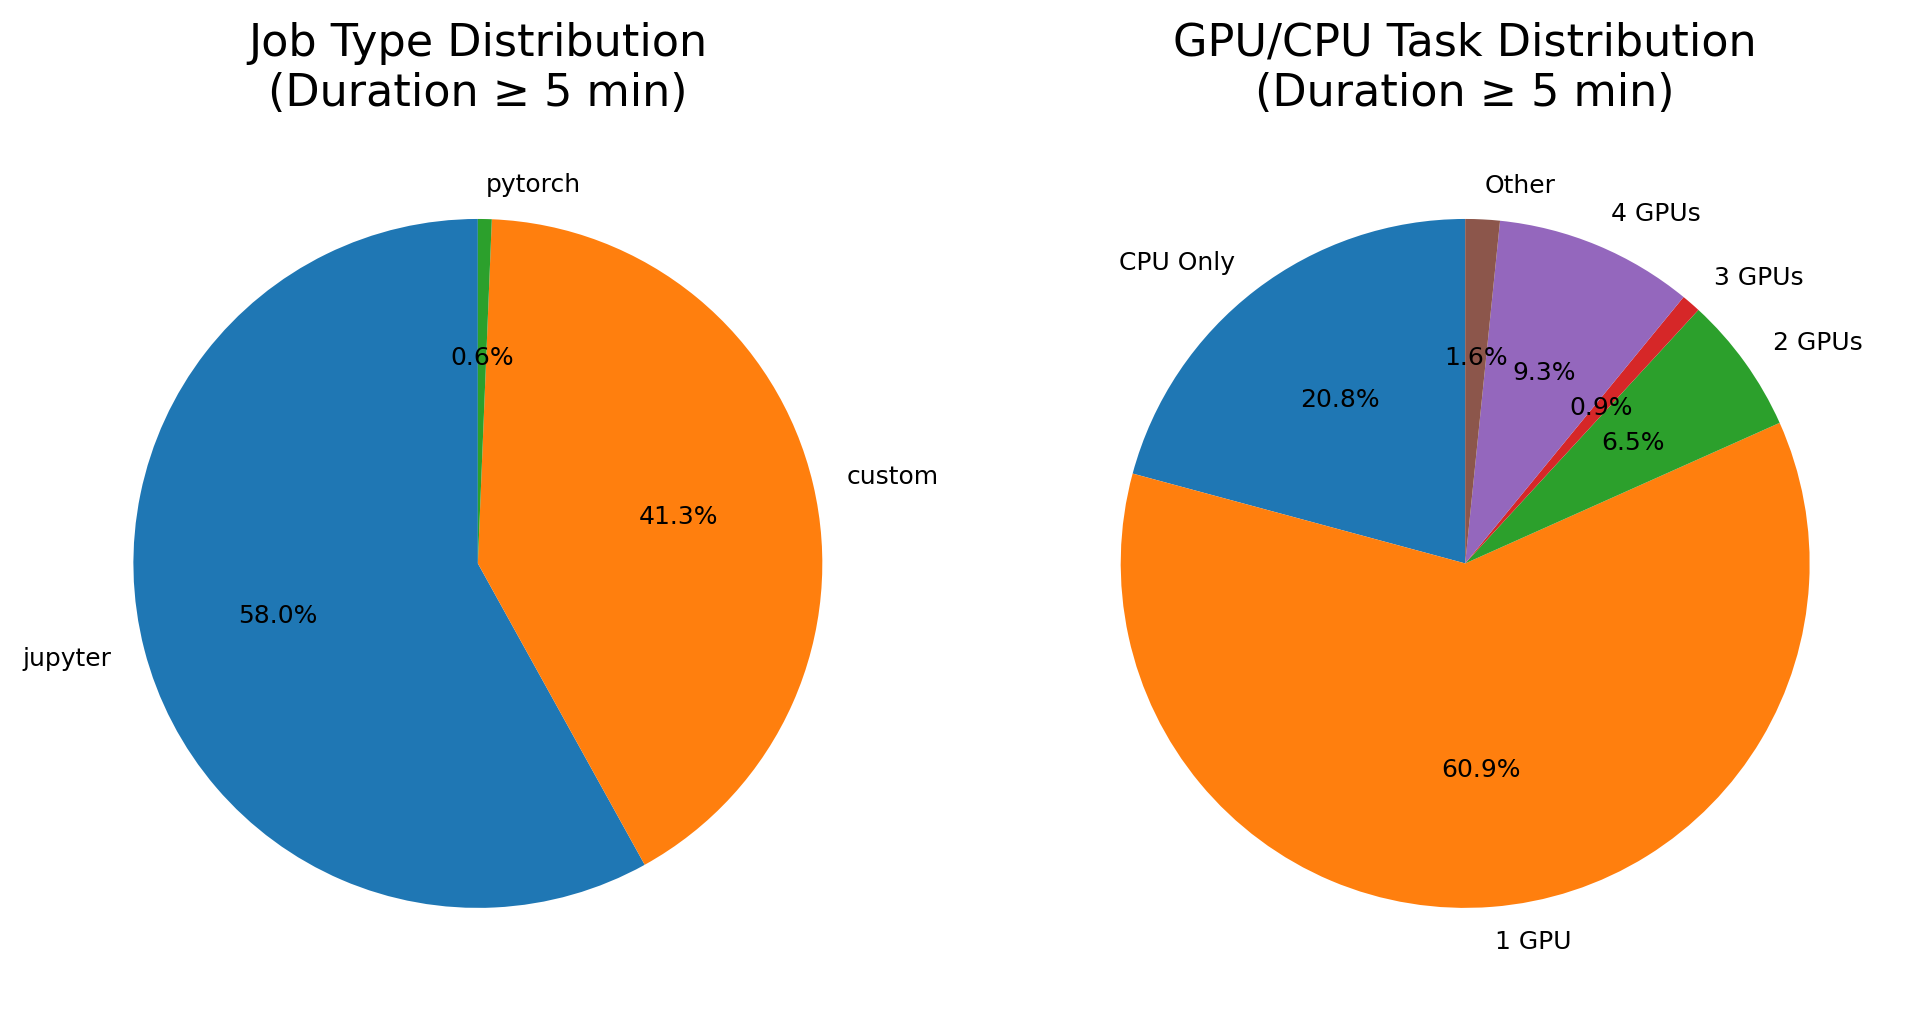 Job Type Distribution
(Duration ≥ 5 min)
pytorch
0.6%
custom
41.3%
58.0%
jupyter
GPU/CPU Task Distribution
(Duration ≥ 5 min)
Other
4 GPUs
CPU Only
3 GPUs
2 GPUs
1.6%
9.3%
20.8%
0.9%
6.5%
60.9%
1 GPU